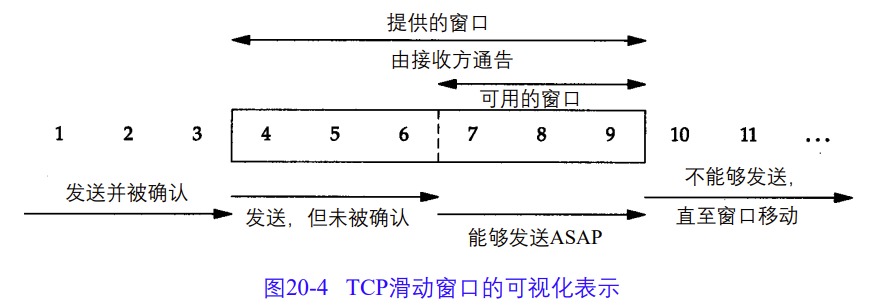 提供的窗口
由接收方通告
可用的窗口
1 2 3 4 5 6 7 8 9 10 11 ...
发送并被确认
发送，但未被确认
能够发送ASAP
不能够发送，
直至窗口移动
图20-4 TCP滑动窗口的可视化表示